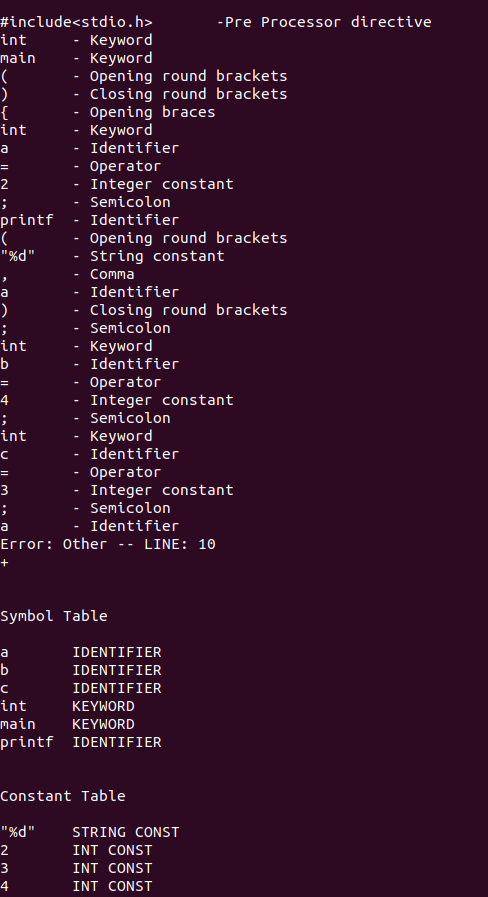 #include<stdio.h>       -Pre Processor directive
int     - Keyword
main    - Keyword
(       - Opening round brackets
)       - Closing round brackets
{       - Opening braces
int     - Keyword
a       - Identifier
=       - Operator
2       - Integer constant
;       - Semicolon
printf  - Identifier
(       - Opening round brackets
"%d"    - String constant
,       - Comma
a       - Identifier
)       - Closing round brackets
;       - Semicolon
int     - Keyword
b       - Identifier
=       - Operator
4       - Integer constant
;       - Semicolon
int     - Keyword
c       - Identifier
=       - Operator
3       - Integer constant
;       - Semicolon
a       - Identifier
Error: Other -- LINE: 10
+
Symbol Table
a       IDENTIFIER
b       IDENTIFIER
c       IDENTIFIER
int     KEYWORD
main    KEYWORD
printf  IDENTIFIER
Constant Table
"%d"    STRING CONST
2       INT CONST
3       INT CONST
4       INT CONST